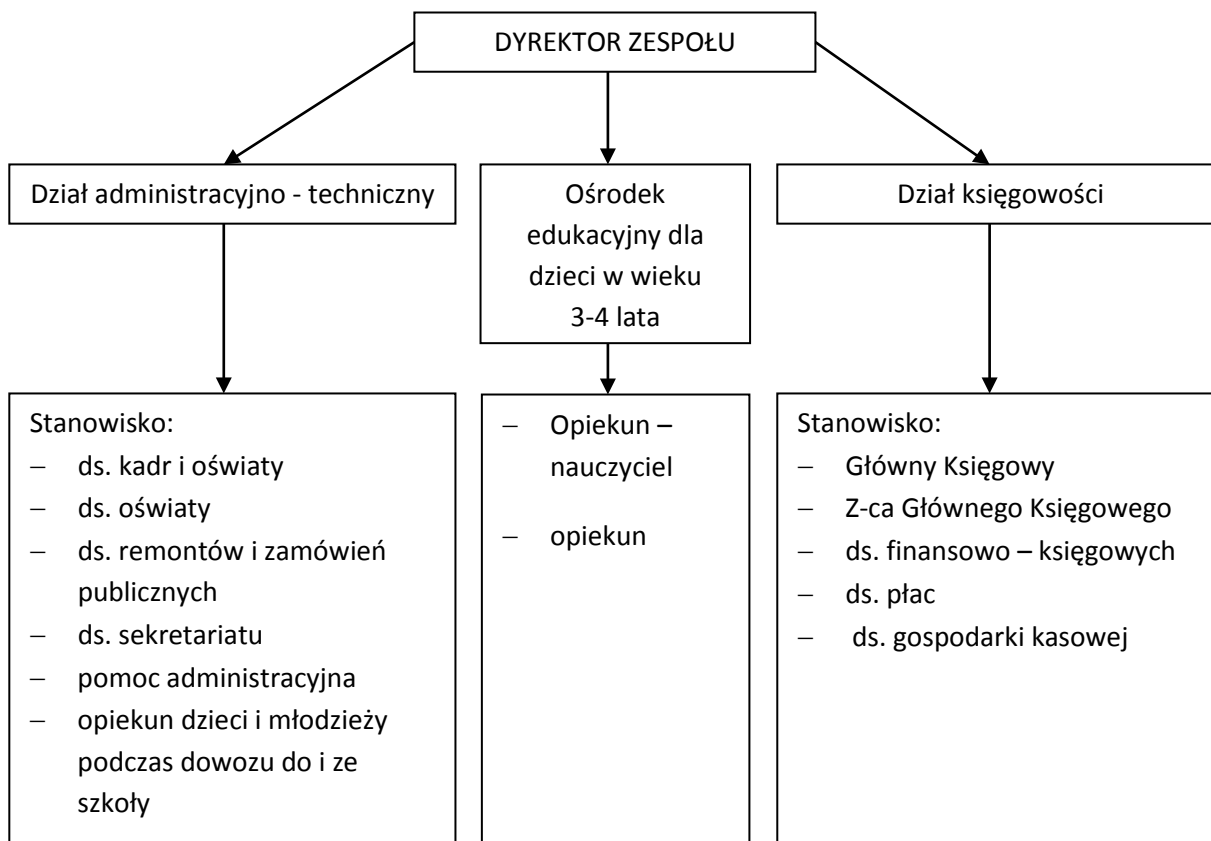 DYREKTOR ZESPOŁU
Dział administracyjno - techniczny
Ośrodek
edukacyjny dla
dzieci w wieku
3-4 lata
Dział księgowości
Stanowisko:
– ds. kadr i oświaty
– ds. oświaty
– ds. remontów i zamówień
publicznych
– ds. sekretariatu
– pomoc administracyjna
– opiekun dzieci i młodzieży
podczas dowozu do i ze
szkoły
– Opiekun –
nauczyciel
– opiekun
Stanowisko:
– Główny Księgowy
– Z-ca Głównego Księgowego
– ds. finansowo – księgowych
– ds. płac
– ds. gospodarki kasowej